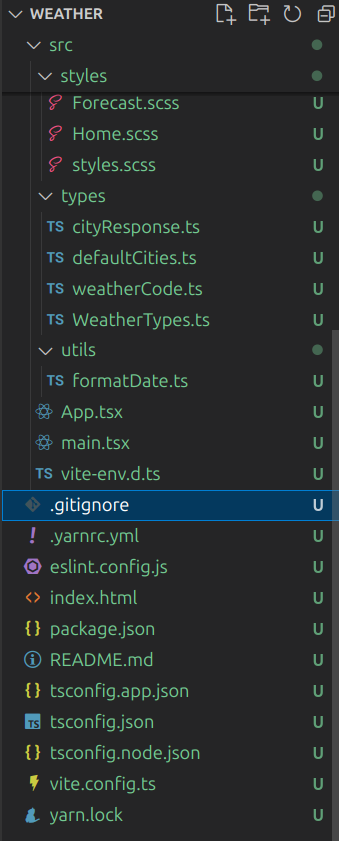 WEATHER
src
styles
Forecast.scss U
Home.scss U
styles.scss U
types
TS cityResponse.ts U
TS defaultCities.ts U
TS weatherCode.ts U
TS WeatherTypes.ts U
utils
TS formatDate.ts U
App.tsx U
main.tsx U
TS vite-env.d.ts U
.gitignore U
! .yarnrc.yml U
eslint.config.js U
<> index.html U
{} package.json U
README.md U
{} tsconfig.app.json U
TS tsconfig.json U
{} tsconfig.node.json U
vite.config.ts U
yarn.lock U